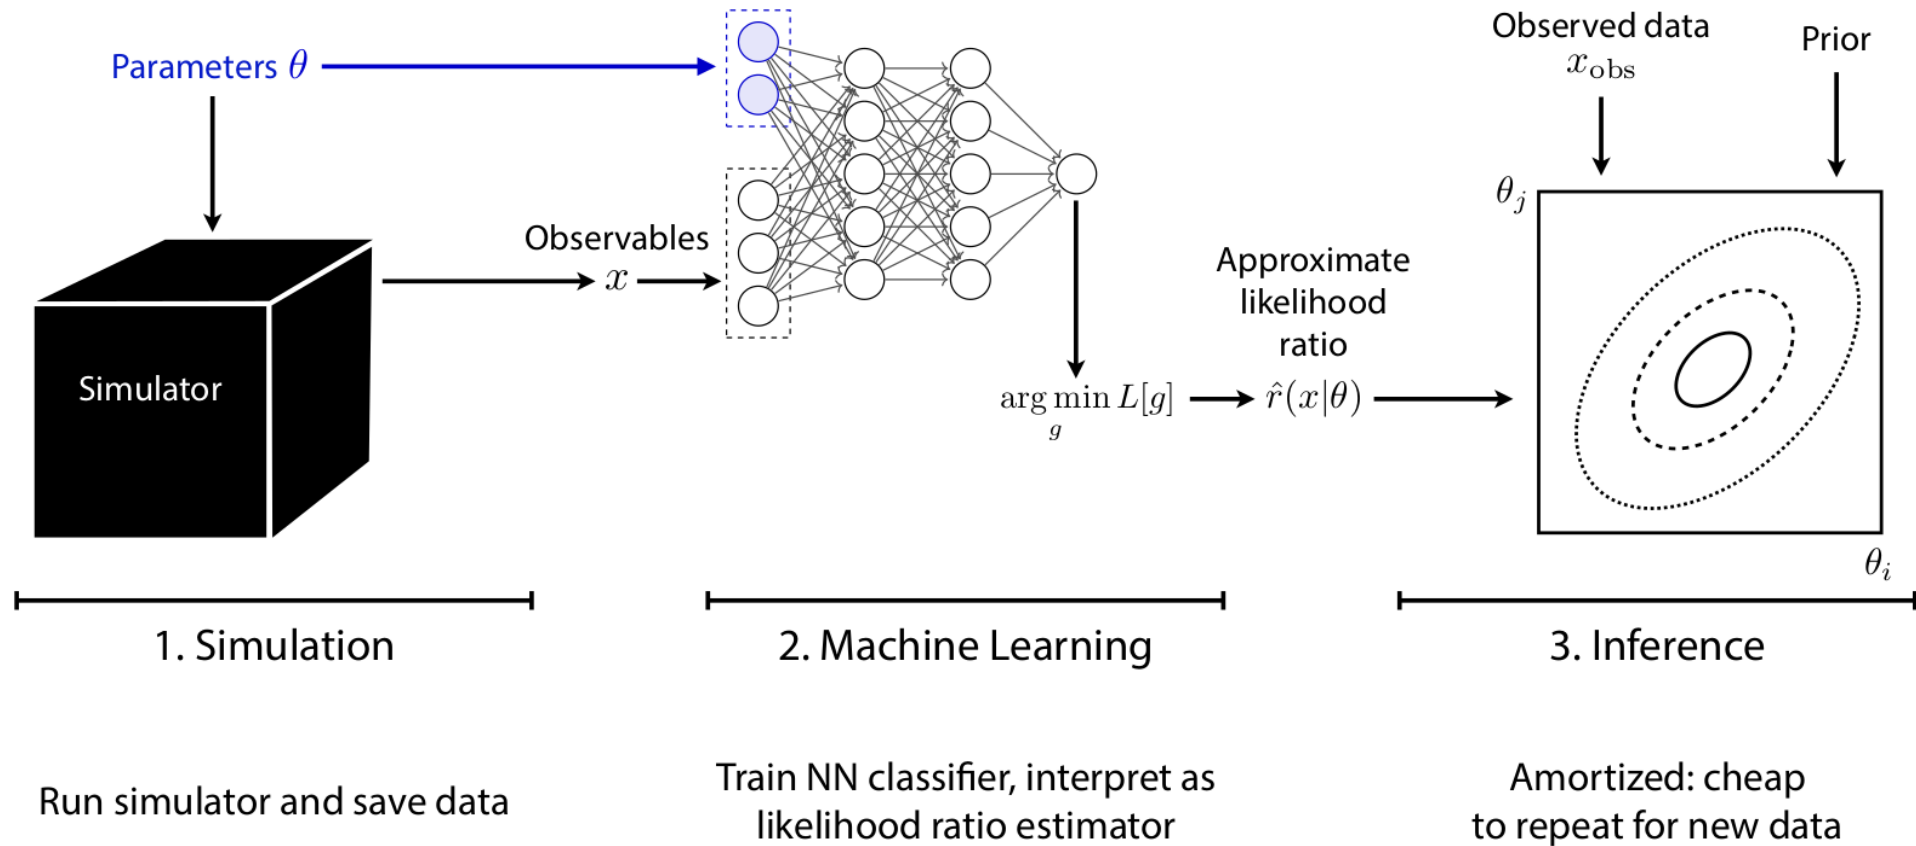 Parameters θ
Simulator
Observables
x
arg min L[g]
g
Approximate
likelihood
ratio
r̂(x|θ)
Observed data
x_obs
Prior
θ_j
θ_i
1. Simulation
2. Machine Learning
3. Inference
Run simulator and save data
Train NN classifier, interpret as
likelihood ratio estimator
Amortized: cheap
to repeat for new data